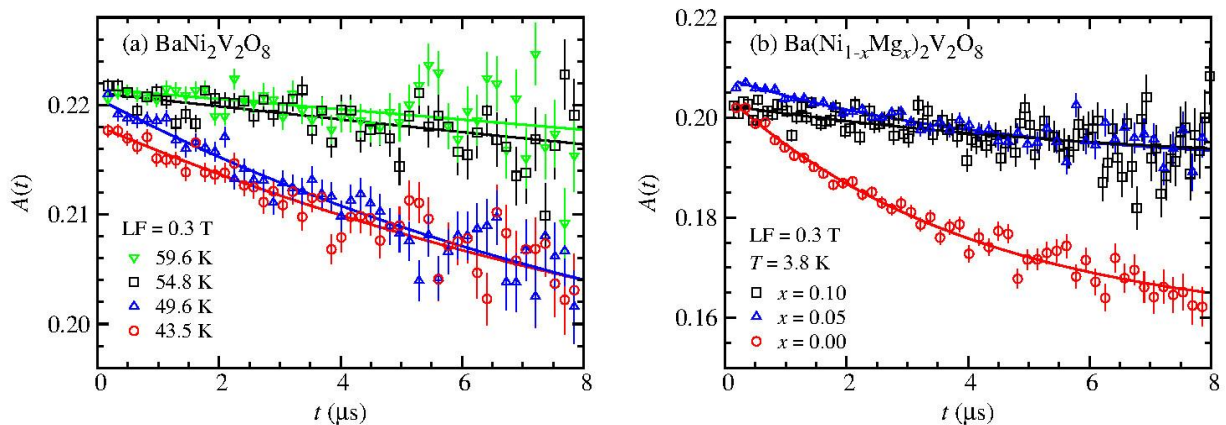 (a) BaNi₂V₂O₈
0.22
0.21
0.20
A(t)
LF = 0.3 T
59.6 K
54.8 K
49.6 K
43.5 K
0 2 4 6 8
t (μs)
0.22
(b) Ba(Ni₁₋ₓMgₓ)₂V₂O₈
0.20
0.18
0.16
A(t)
LF = 0.3 T
T = 3.8 K
x = 0.10
x = 0.05
x = 0.00
0 2 4 6 8
t (μs)